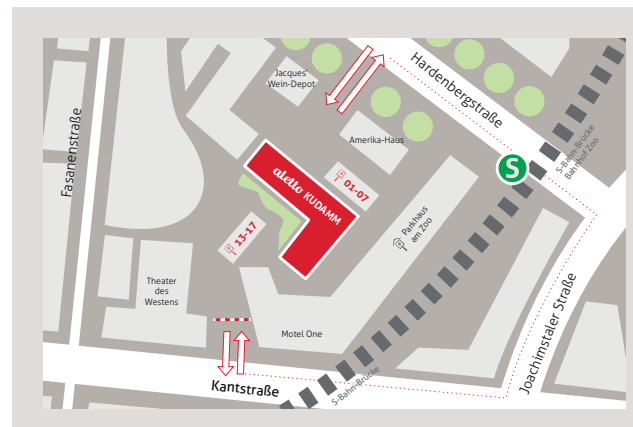 Jacques'
Wein-Depot
Hardenbergstraße
Fasanenstraße
Amerika-Haus
S-Bahn-Brücke
Bahnhof Zoo
S
aletto KUDAMM
P 01-07
P 13-17
P Parkhaus
am Zoo
Theater
des
Westens
Motel One
Joachimstaler Straße
Kantstraße
S-Bahn-Brücke